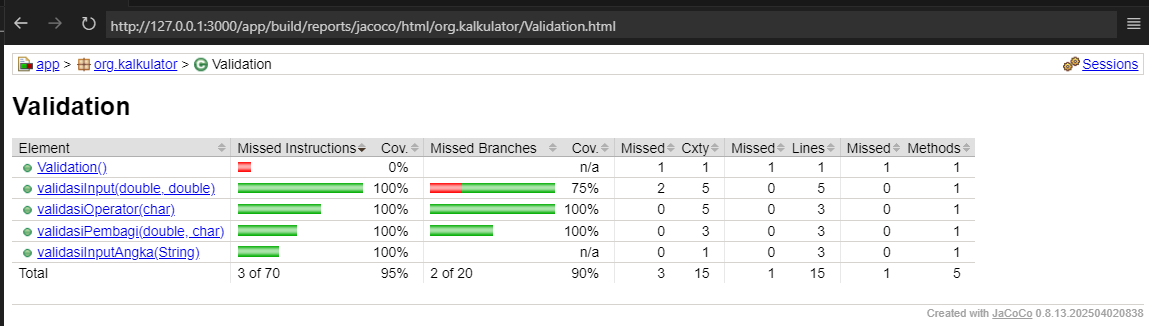 http://127.0.0.1:3000/app/build/reports/jacoco/html/org.kalkulator/Validation.html
app > org.kalkulator > Validation Sessions
Validation
Element Missed Instructions Cov. Missed Branches Cov. Missed Cxty Missed Lines Missed Methods
Validation() 0% n/a 1 1 1 1 1 1
validasiInput(double, double) 100% 75% 2 5 0 5 0 1
validasiOperator(char) 100% 100% 0 5 0 3 0 1
validasiPembagi(double, char) 100% 100% 0 3 0 3 0 1
validasiInputAngka(String) 100% n/a 0 1 0 3 0 1
Total 3 of 70 95% 2 of 20 90% 3 15 1 15 1 5
Created with JaCoCo 0.8.13.202504020838